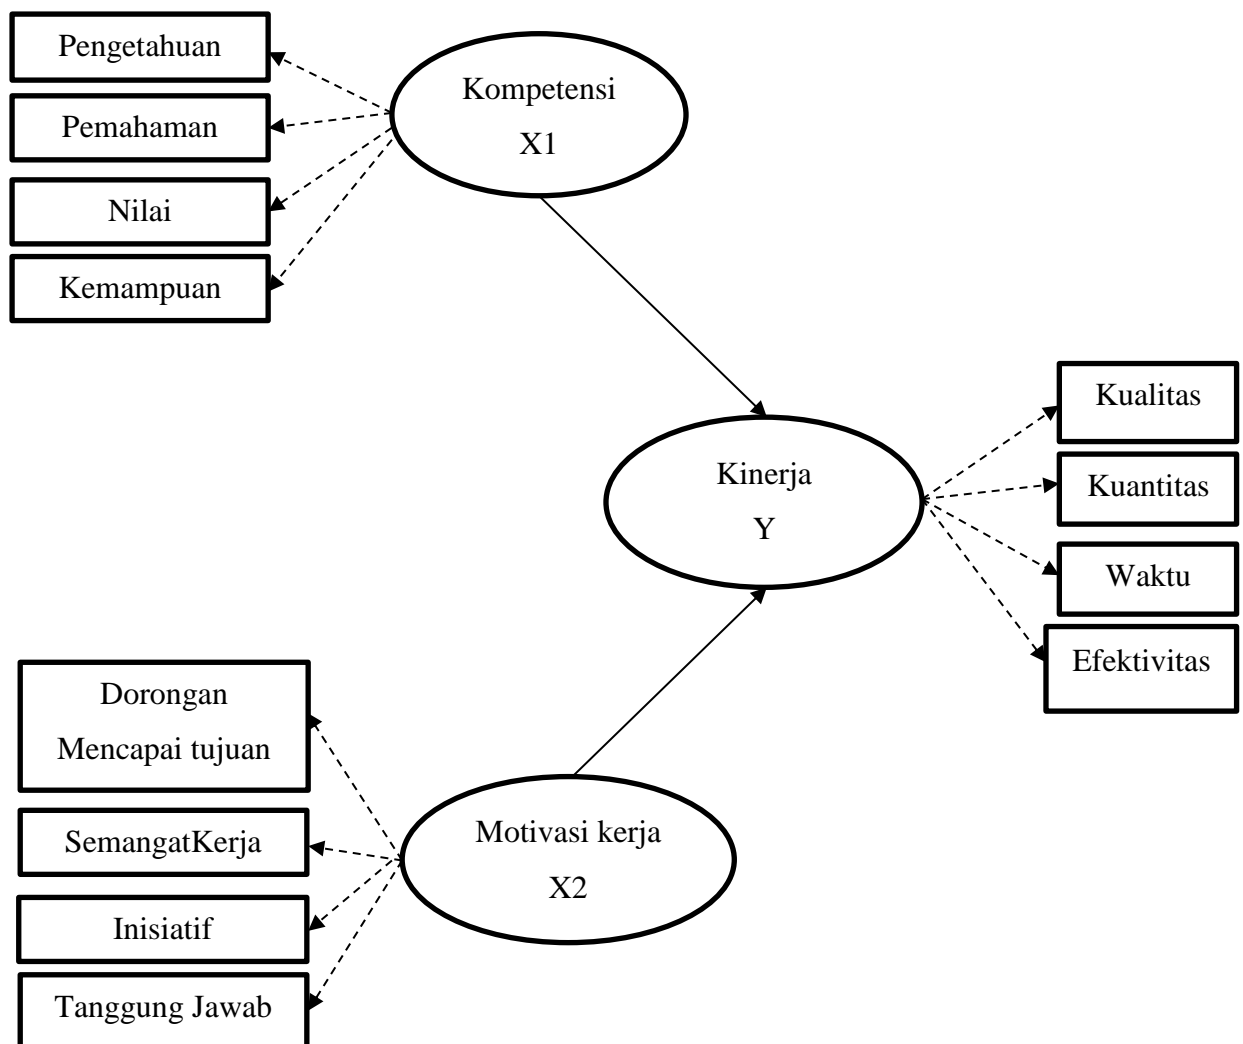 Pengetahuan
Pemahaman
Nilai
Kemampuan
Kompetensi
X1
Kinerja
Y
Kualitas
Kuantitas
Waktu
Efektivitas
Dorongan
Mencapai tujuan
SemangatKerja
Inisiatif
Tanggung Jawab
Motivasi kerja
X2